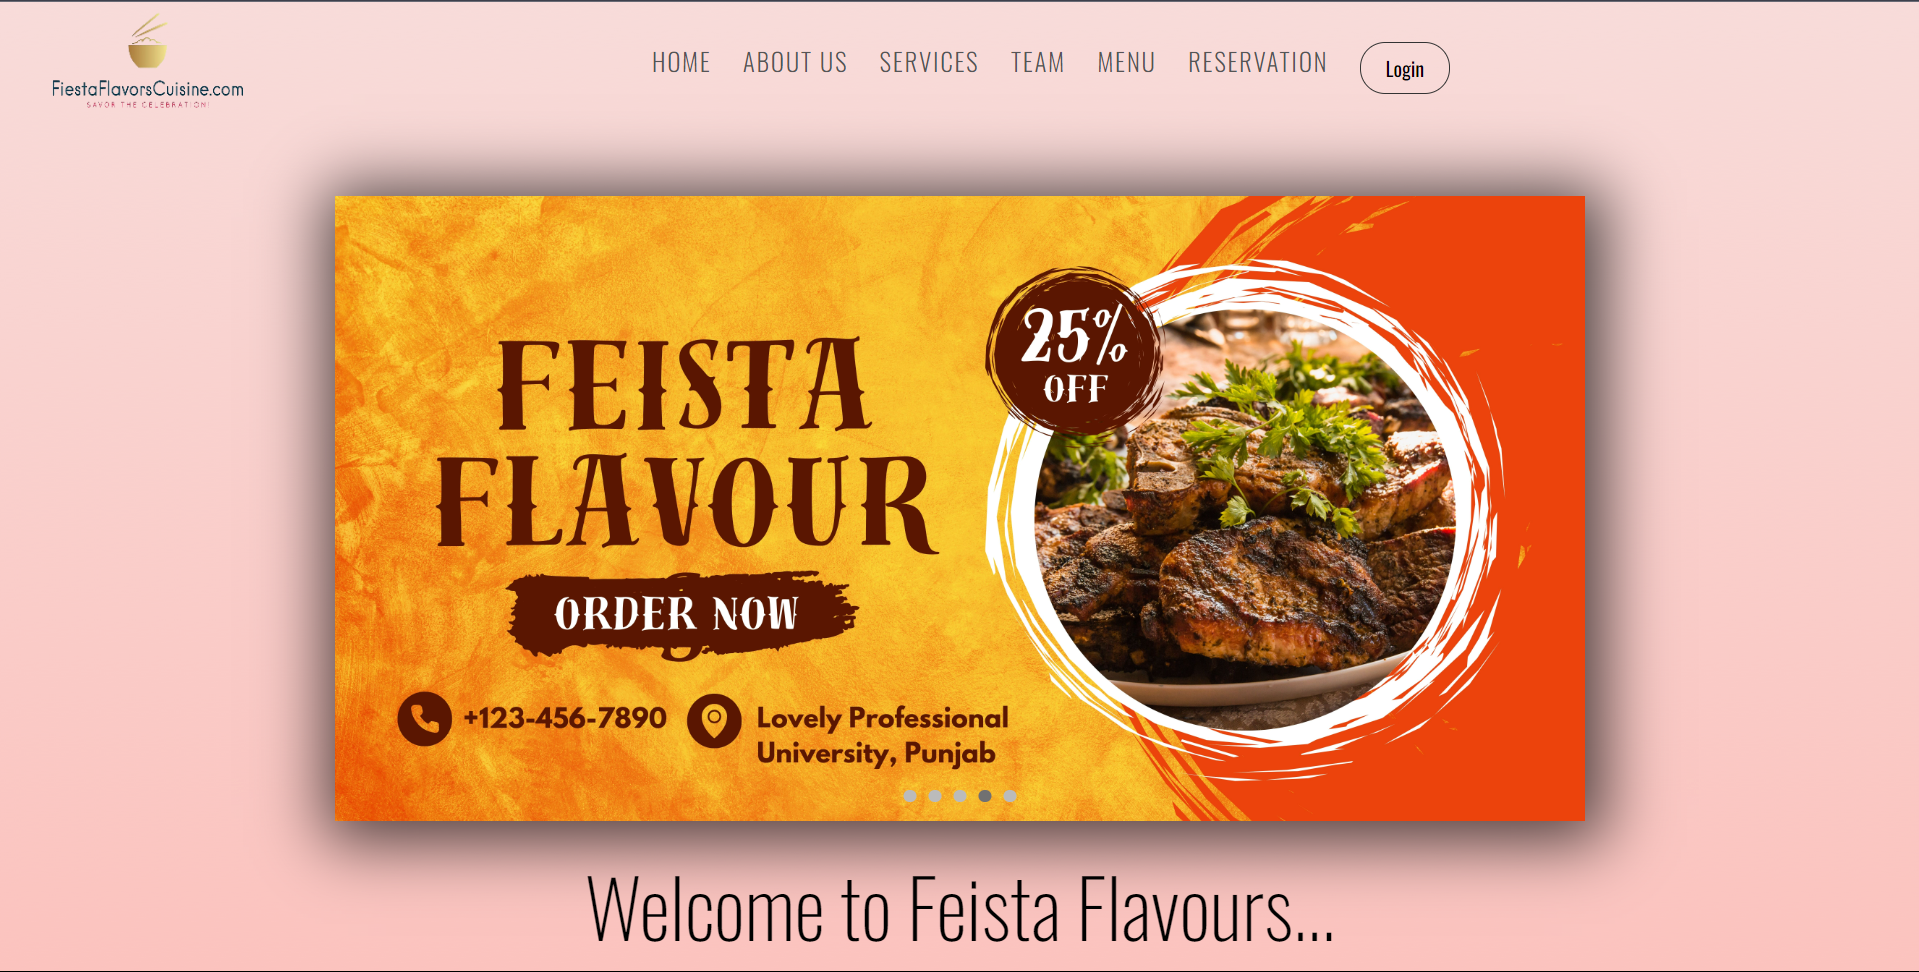 FiestaFlavorsCuisine.com
SAVOR THE CELEBRATION!
HOME ABOUT US SERVICES TEAM MENU RESERVATION Login
25%
OFF
FEISTA
FLAVOUR
ORDER NOW
+123-456-7890
Lovely Professional
University, Punjab
Welcome to Feista Flavours...